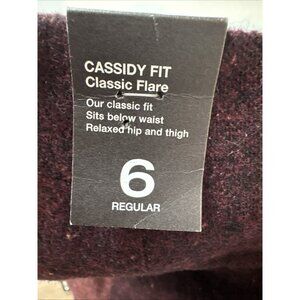 CASSIDY FIT
Classic Flare
Our classic fit
Sits below waist
Relaxed hip and thigh
6
REGULAR